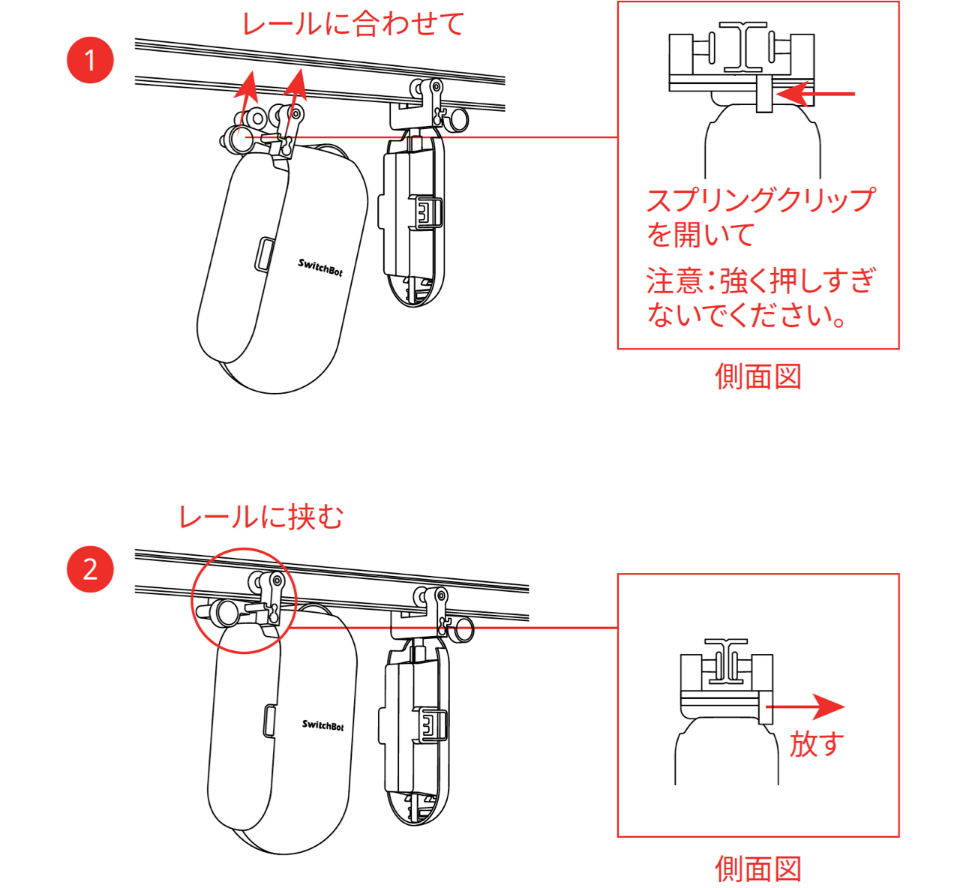 レールに合わせて
1
SwitchBot
スプリングクリップ
を開いて
注意：強く押しすぎ
ないでください。
側面図
レールに挟む
2
SwitchBot
放す
側面図